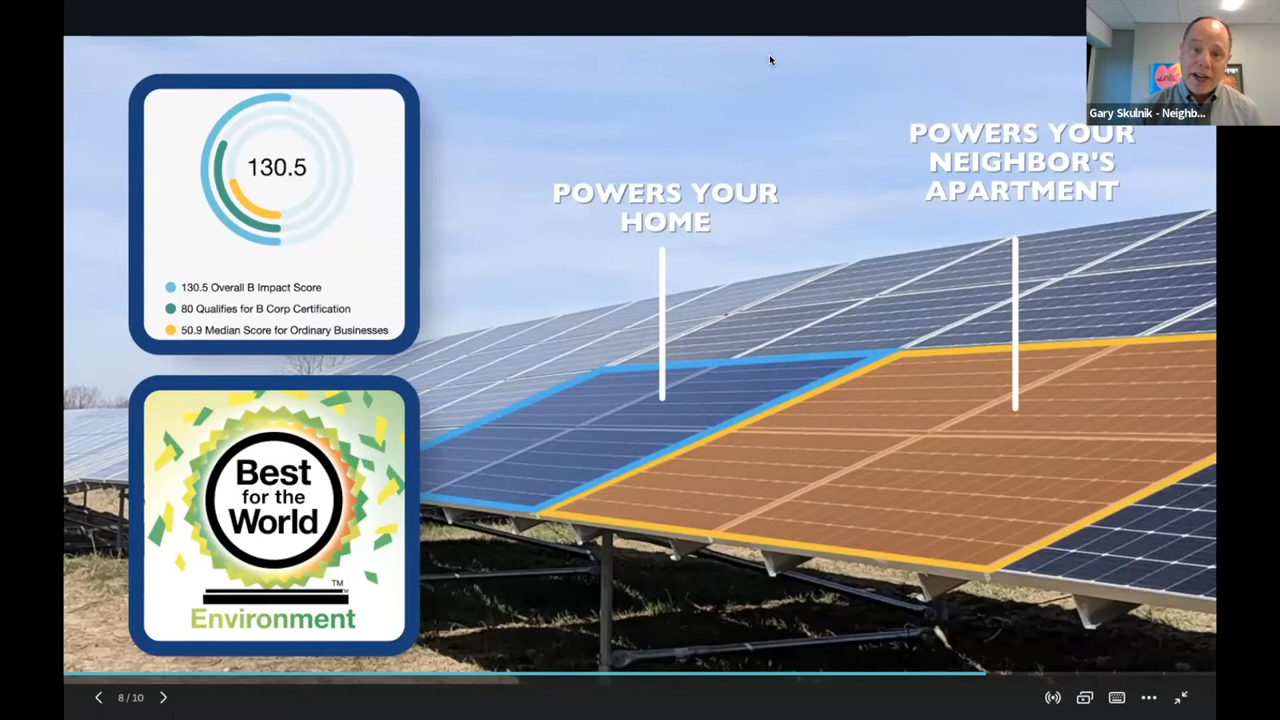 130.5
130.5 Overall B Impact Score
80 Qualifies for B Corp Certification
50.9 Median Score for Ordinary Businesses
Best
for the
World
TM
Environment
POWERS YOUR
HOME
POWERS YOUR
NEIGHBOR'S
APARTMENT
Gary Skulnik - Neighb...
8 / 10